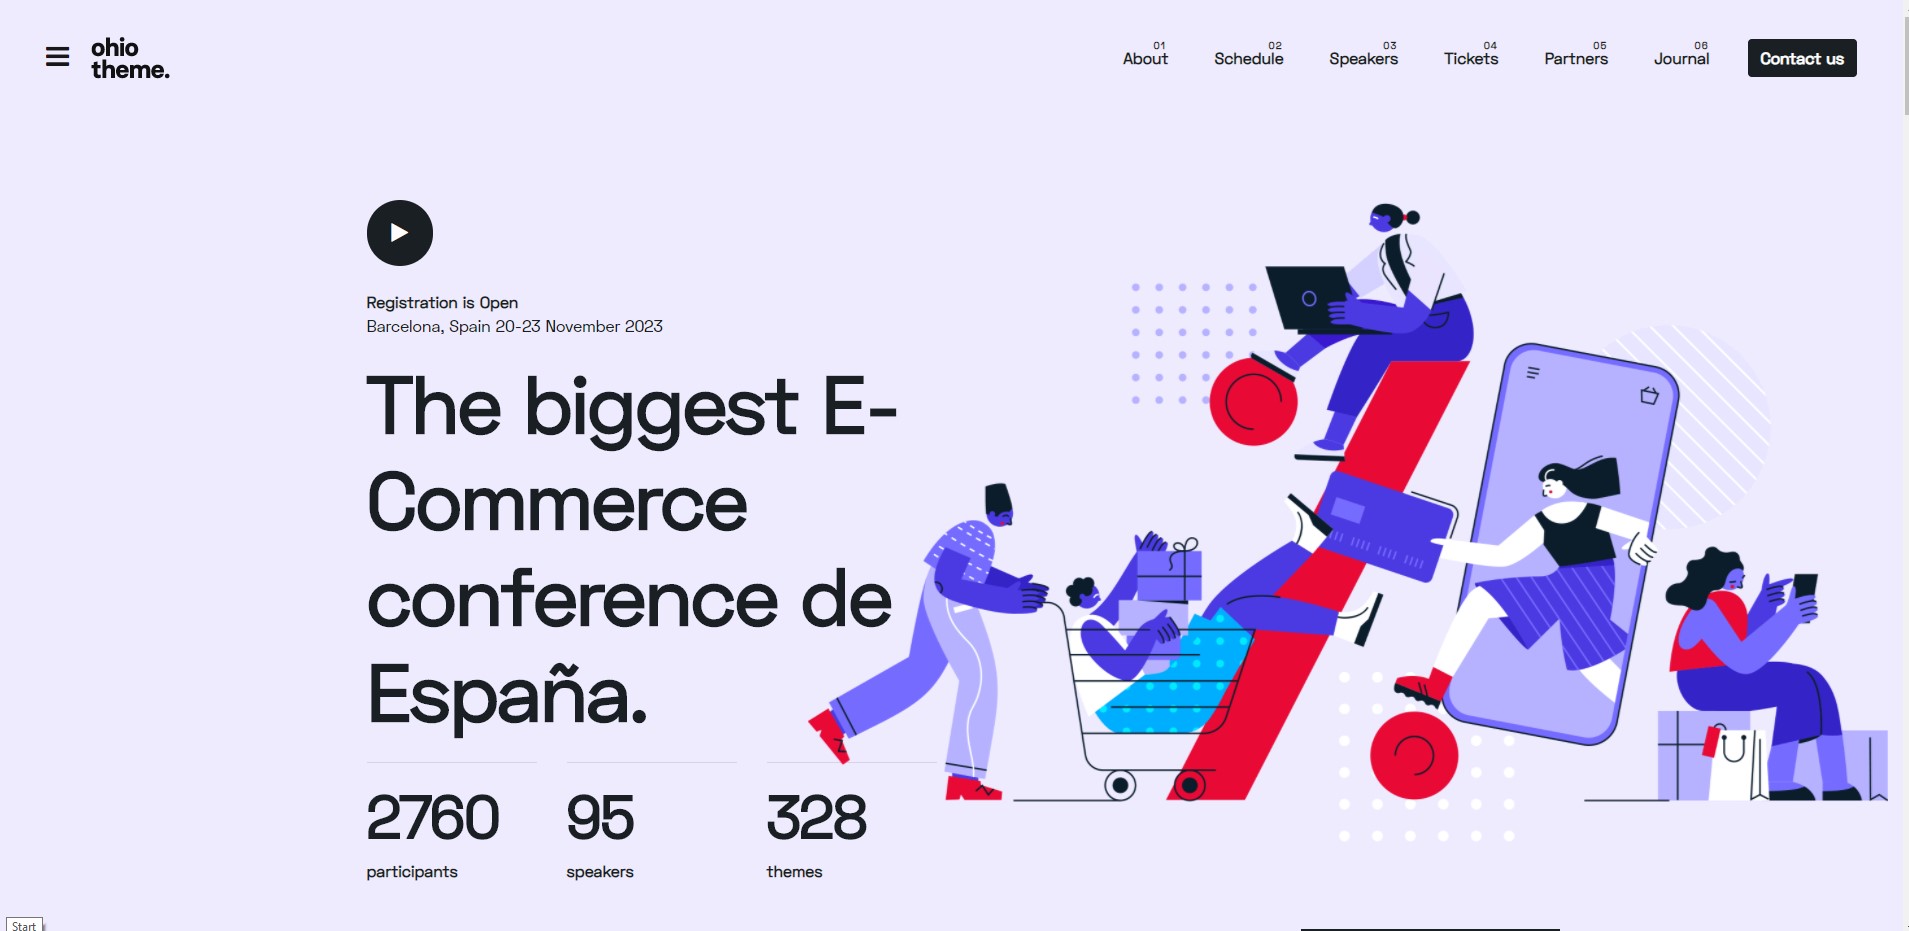 ohio
theme.
01
About
02
Schedule
03
Speakers
04
Tickets
05
Partners
06
Journal
Contact us
Registration is Open
Barcelona, Spain 20-23 November 2023
The biggest E-
Commerce
conference de
España.
2760
95
328
participants
speakers
themes
Start